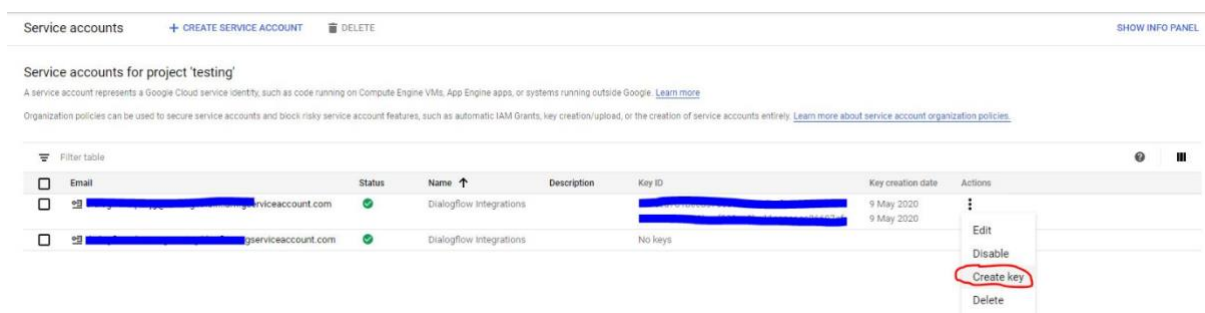 Service accounts + CREATE SERVICE ACCOUNT DELETE SHOW INFO PANEL
Service accounts for project 'testing'
A service account represents a Google Cloud service identity, such as code running on Compute Engine VMs, App Engine apps, or systems running outside Google. Learn more
Organization policies can be used to secure service accounts and block risky service account features, such as automatic IAM Grants, key creation/upload, or the creation of service accounts entirely. Learn more about service account organization policies.
Filter table
Email Status Name Description Key ID Key creation date Actions
erviceaccount.com Dialogflow Integrations 9 May 2020
9 May 2020
gserviceaccount.com Dialogflow Integrations No keys
Edit
Disable
Create key
Delete